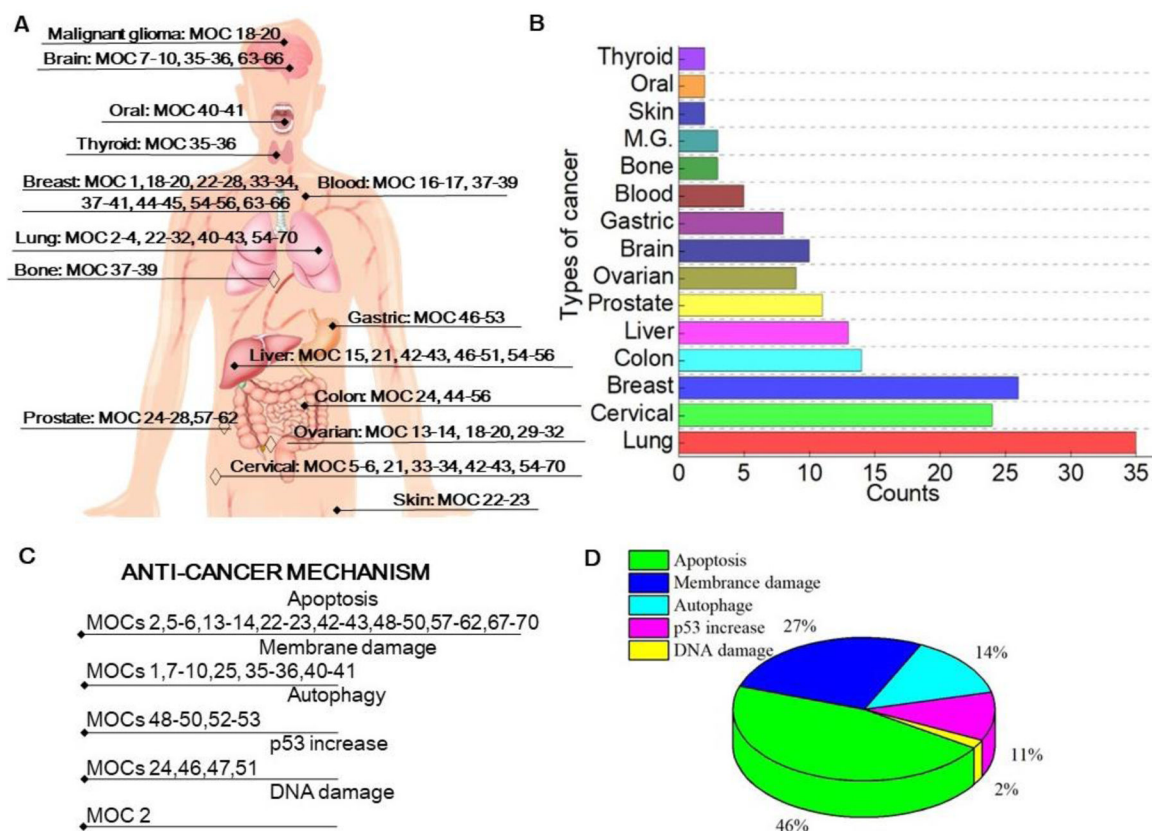 A
Malignant glioma: MOC 18-20
Brain: MOC 7-10, 35-36, 63-66
Oral: MOC 40-41
Thyroid: MOC 35-36
Breast: MOC 1, 18-20, 22-28, 33-34,
37-41, 44-45, 54-56, 63-66
Blood: MOC 16-17, 37-39
Lung: MOC 2-4, 22-32, 40-43, 54-70
Bone: MOC 37-39
Gastric: MOC 46-53
Liver: MOC 15, 21, 42-43, 46-51, 54-56
Colon: MOC 24, 44-56
Prostate: MOC 24-28,57-62
Ovarian: MOC 13-14, 18-20, 29-32
Cervical: MOC 5-6, 21, 33-34, 42-43, 54-70
Skin: MOC 22-23
B
Types of cancer
Thyroid
Oral
Skin
M.G.
Bone
Blood
Gastric
Brain
Ovarian
Prostate
Liver
Colon
Breast
Cervical
Lung
0 5 10 15 20 25 30 35
Counts
C
ANTI-CANCER MECHANISM
Apoptosis
MOCs 2,5-6,13-14,22-23,42-43,48-50,57-62,67-70
Membrane damage
MOCs 1,7-10,25, 35-36,40-41
Autophagy
MOCs 48-50,52-53
p53 increase
MOCs 24,46,47,51
DNA damage
MOC 2
D
Apoptosis
Membrance damage
Autophage
p53 increase
DNA damage
27%
14%
11%
2%
46%